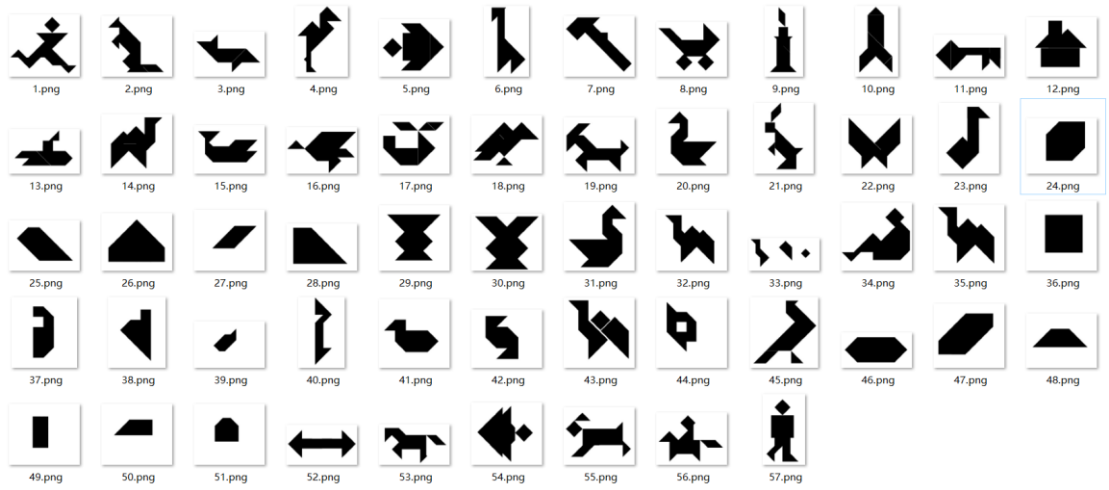 1.png 2.png 3.png 4.png 5.png 6.png 7.png 8.png 9.png 10.png 11.png 12.png
13.png 14.png 15.png 16.png 17.png 18.png 19.png 20.png 21.png 22.png 23.png 24.png
25.png 26.png 27.png 28.png 29.png 30.png 31.png 32.png 33.png 34.png 35.png 36.png
37.png 38.png 39.png 40.png 41.png 42.png 43.png 44.png 45.png 46.png 47.png 48.png
49.png 50.png 51.png 52.png 53.png 54.png 55.png 56.png 57.png